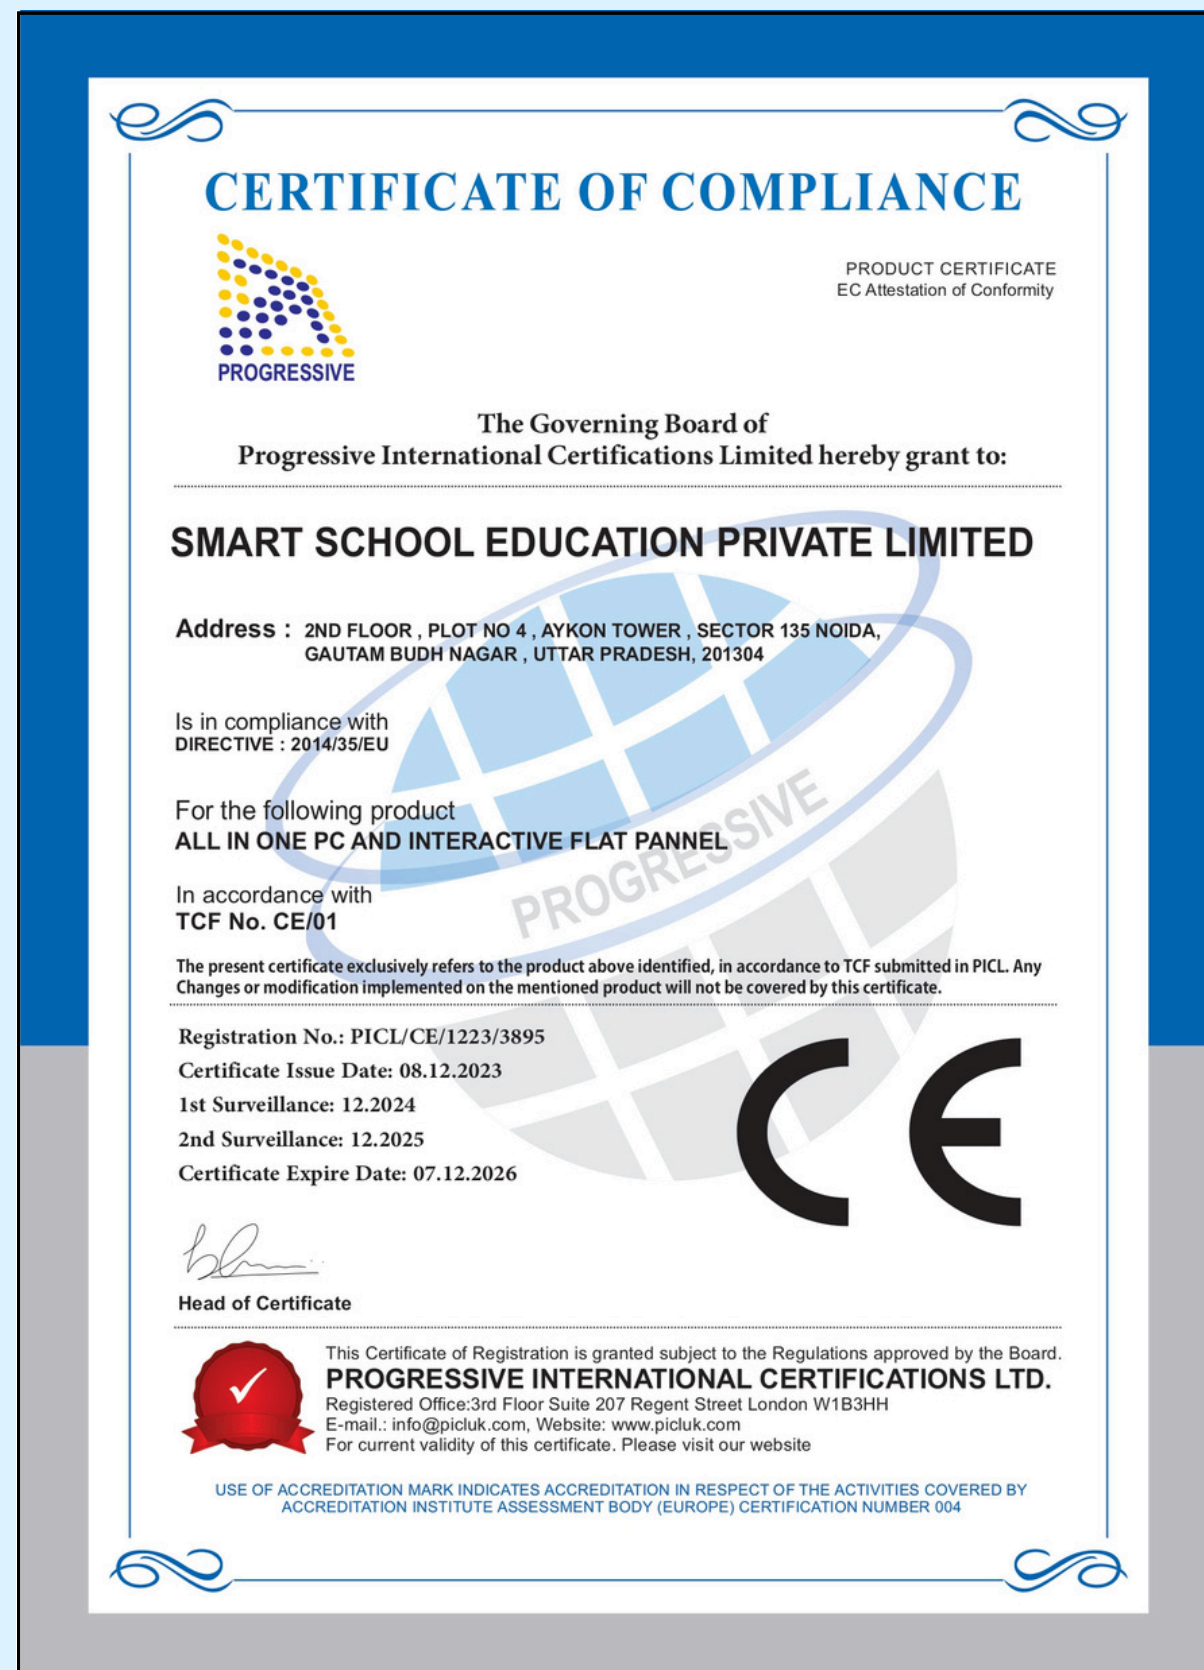 CERTIFICATE OF COMPLIANCE
PROGRESSIVE
PRODUCT CERTIFICATE
EC Attestation of Conformity
The Governing Board of
Progressive International Certifications Limited hereby grant to:
SMART SCHOOL EDUCATION PRIVATE LIMITED
Address : 2ND FLOOR , PLOT NO 4 , AYKON TOWER , SECTOR 135 NOIDA,
GAUTAM BUDH NAGAR , UTTAR PRADESH, 201304
Is in compliance with
DIRECTIVE : 2014/35/EU
For the following product
ALL IN ONE PC AND INTERACTIVE FLAT PANNEL
PROGRESSIVE
In accordance with
TCF No. CE/01
The present certificate exclusively refers to the product above identified, in accordance to TCF submitted in PICL. Any
Changes or modification implemented on the mentioned product will not be covered by this certificate.
Registration No.: PICL/CE/1223/3895
Certificate Issue Date: 08.12.2023
1st Surveillance: 12.2024
2nd Surveillance: 12.2025
Certificate Expire Date: 07.12.2026
CE
Head of Certificate
This Certificate of Registration is granted subject to the Regulations approved by the Board.
PROGRESSIVE INTERNATIONAL CERTIFICATIONS LTD.
Registered Office:3rd Floor Suite 207 Regent Street London W1B3HH
E-mail.: info@picluk.com, Website: www.picluk.com
For current validity of this certificate. Please visit our website
USE OF ACCREDITATION MARK INDICATES ACCREDITATION IN RESPECT OF THE ACTIVITIES COVERED BY
ACCREDITATION INSTITUTE ASSESSMENT BODY (EUROPE) CERTIFICATION NUMBER 004